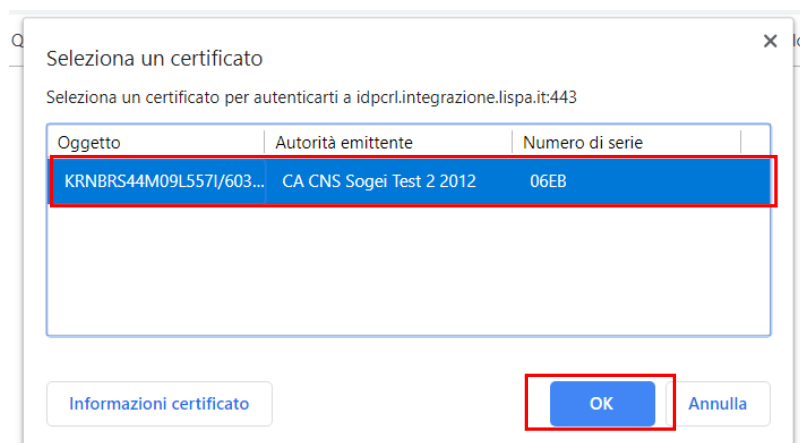 Seleziona un certificato
Seleziona un certificato per autenticarti a idpcrl.integrazione.lispa.it:443
Oggetto Autorità emittente Numero di serie
KRNBRS44M09L557I/603... CA CNS Sogei Test 2 2012 06EB
Informazioni certificato OK Annulla